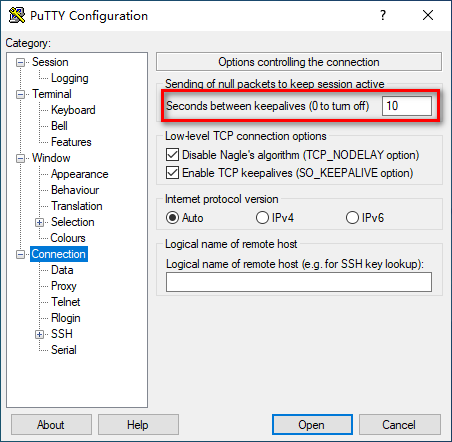 PuTTY Configuration
?
Category:
Session
Logging
Terminal
Keyboard
Bell
Features
Window
Appearance
Behaviour
Translation
Selection
Colours
Connection
Data
Proxy
Telnet
Rlogin
SSH
Serial
Options controlling the connection
Sending of null packets to keep session active
Seconds between keepalives (0 to turn off) 10
Low-level TCP connection options
Disable Nagle's algorithm (TCP_NODELAY option)
Enable TCP keepalives (SO_KEEPALIVE option)
Internet protocol version
Auto IPv4 IPv6
Logical name of remote host
Logical name of remote host (e.g. for SSH key lookup):
About Help Open Cancel